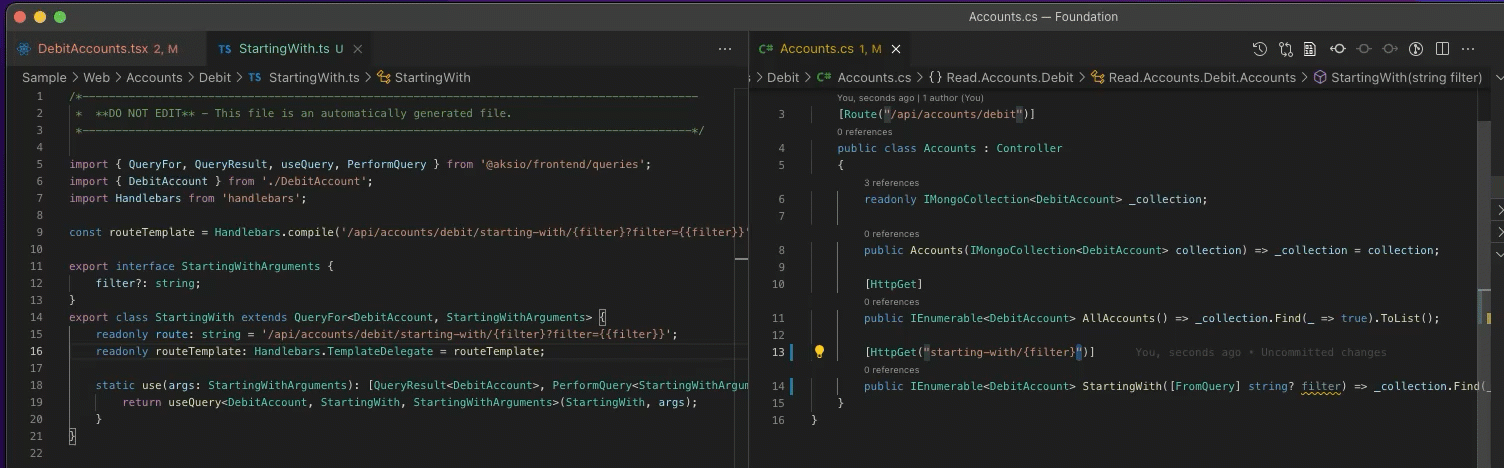 Accounts.cs — Foundation
DebitAccounts.tsx 2, M
TS StartingWith.ts U
Sample > Web > Accounts > Debit > TS StartingWith.ts > StartingWith
1 /*---------------------------------------------------------------------------------------------
2 * **DO NOT EDIT** - This file is an automatically generated file.
3 *--------------------------------------------------------------------------------------------*/
4
5 import { QueryFor, QueryResult, useQuery, PerformQuery } from '@aksio/frontend/queries';
6 import { DebitAccount } from './DebitAccount';
7 import Handlebars from 'handlebars';
8
9 const routeTemplate = Handlebars.compile('/api/accounts/debit/starting-with/{filter}?filter={{filter}}'
10
11 export interface StartingWithArguments {
12 filter?: string;
13 }
14 export class StartingWith extends QueryFor<DebitAccount, StartingWithArguments> {
15 readonly route: string = '/api/accounts/debit/starting-with/{filter}?filter={{filter}}';
16 readonly routeTemplate: Handlebars.TemplateDelegate = routeTemplate;
17
18 static use(args: StartingWithArguments): [QueryResult<DebitAccount>, PerformQuery<StartingWithArgum
19 return useQuery<DebitAccount, StartingWith, StartingWithArguments>(StartingWith, args);
20 }
21 }
22
C# Accounts.cs 1, M
> Debit > C# Accounts.cs > {} Read.Accounts.Debit > Read.Accounts.Debit.Accounts > StartingWith(string filter)
You, seconds ago | 1 author (You)
3 [Route("/api/accounts/debit")]
0 references
4 public class Accounts : Controller
5 {
3 references
6 readonly IMongoCollection<DebitAccount> _collection;
7
0 references
8 public Accounts(IMongoCollection<DebitAccount> collection) => _collection = collection;
9
10 [HttpGet]
0 references
11 public IEnumerable<DebitAccount> AllAccounts() => _collection.Find(_ => true).ToList();
12
13 [HttpGet("starting-with/{filter}")] You, seconds ago • Uncommitted changes
0 references
14 public IEnumerable<DebitAccount> StartingWith([FromQuery] string? filter) => _collection.Find(_
15 }
16 }